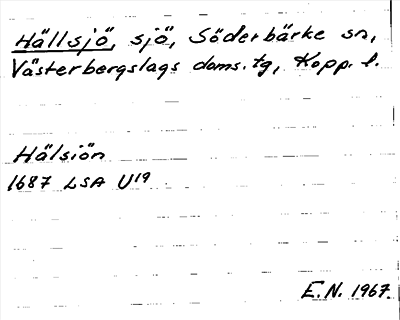 Hällsjö, sjö, Söderbärke sn,
Västerbergslags doms. tg, Kopp. l.
Hälsiön
1687 LSA U19
E.N. 1967.